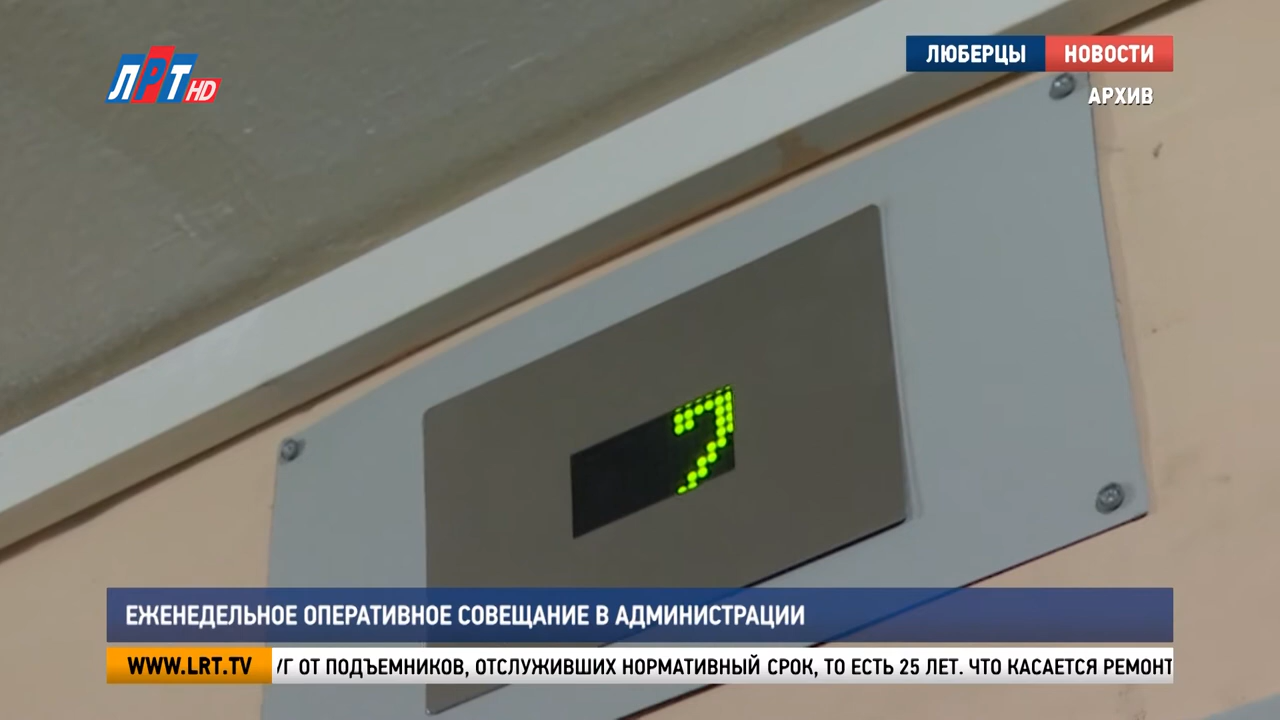 ЛРТ HD
ЛЮБЕРЦЫ НОВОСТИ
АРХИВ
7
ЕЖЕНЕДЕЛЬНОЕ ОПЕРАТИВНОЕ СОВЕЩАНИЕ В АДМИНИСТРАЦИИ
WWW.LRT.TV
ОТ ПОДЪЕМНИКОВ, ОТСЛУЖИВШИХ НОРМАТИВНЫЙ СРОК, ТО ЕСТЬ 25 ЛЕТ. ЧТО КАСАЕТСЯ РЕМОНТ